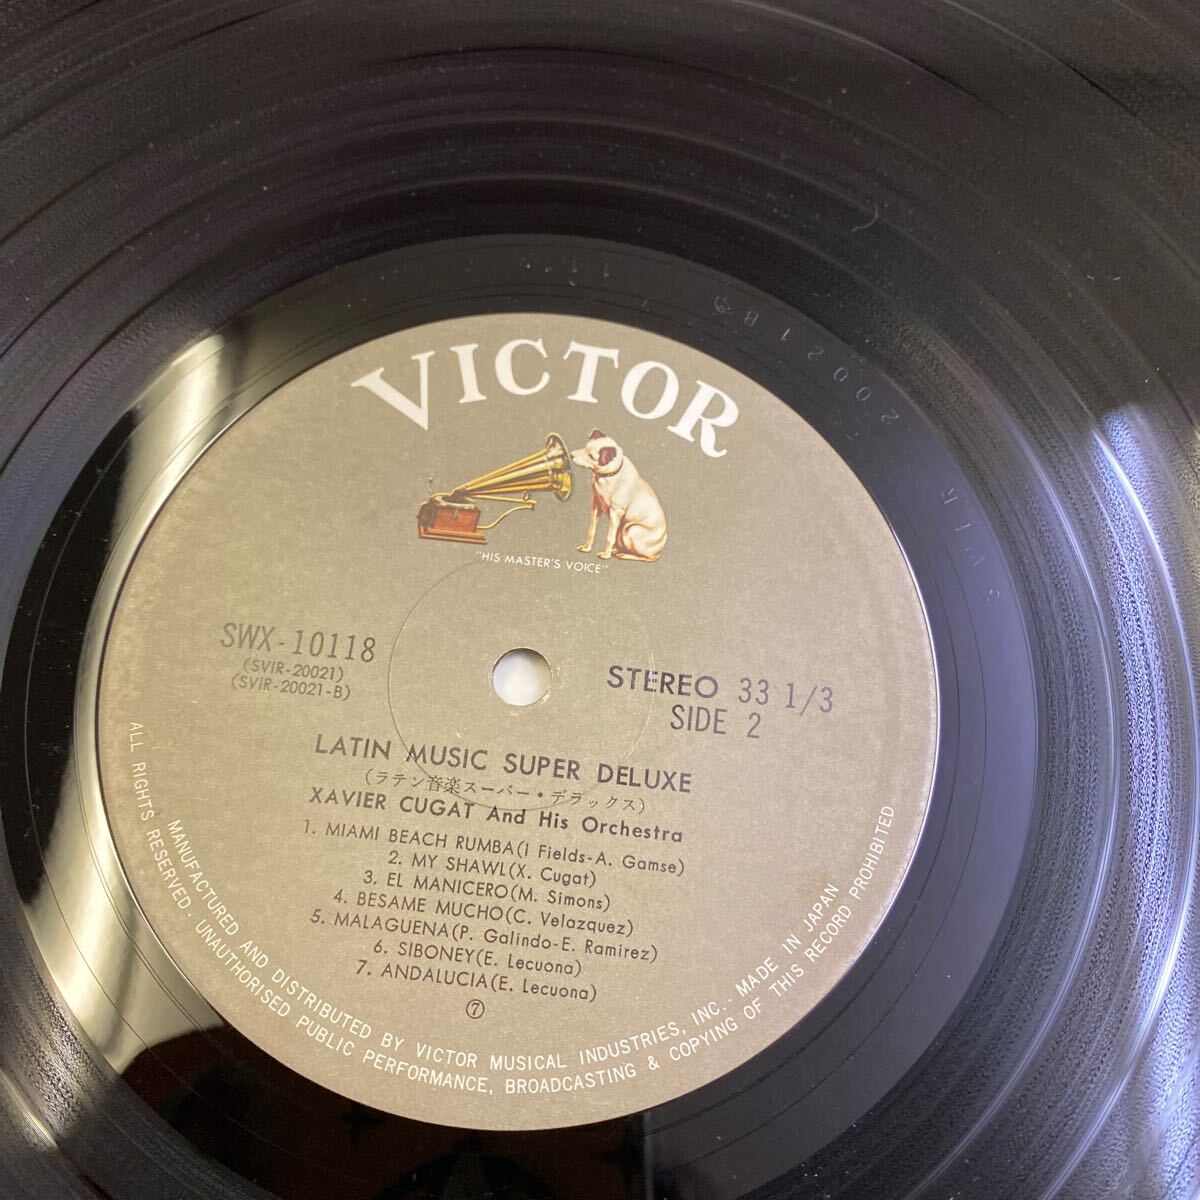 VICTOR
"HIS MASTER'S VOICE"
SWX-10118
(SVIR-20021)
(SVIR-20021-B)
STEREO 33 1/3
SIDE 2
LATIN MUSIC SUPER DELUXE
(ラテン音楽スーパー・デラックス)
XAVIER CUGAT And His Orchestra
1. MIAMI BEACH RUMBA(I Fields-A. Gamse)
2. MY SHAWL(X. Cugat)
3. EL MANICERO(M. Simons)
4. BESAME MUCHO(C. Velazquez)
5. MALAGUENA(P. Galindo-E. Ramirez)
6. SIBONEY(E. Lecuona)
7. ANDALUCIA(E. Lecuona)
⑦
MANUFACTURED AND DISTRIBUTED BY VICTOR MUSICAL INDUSTRIES, INC.· MADE IN JAPAN
ALL RIGHTS RESERVED· UNAUTHORISED PUBLIC PERFORMANCE, BROADCASTING & COPYING OF THIS RECORD PROHIBITED